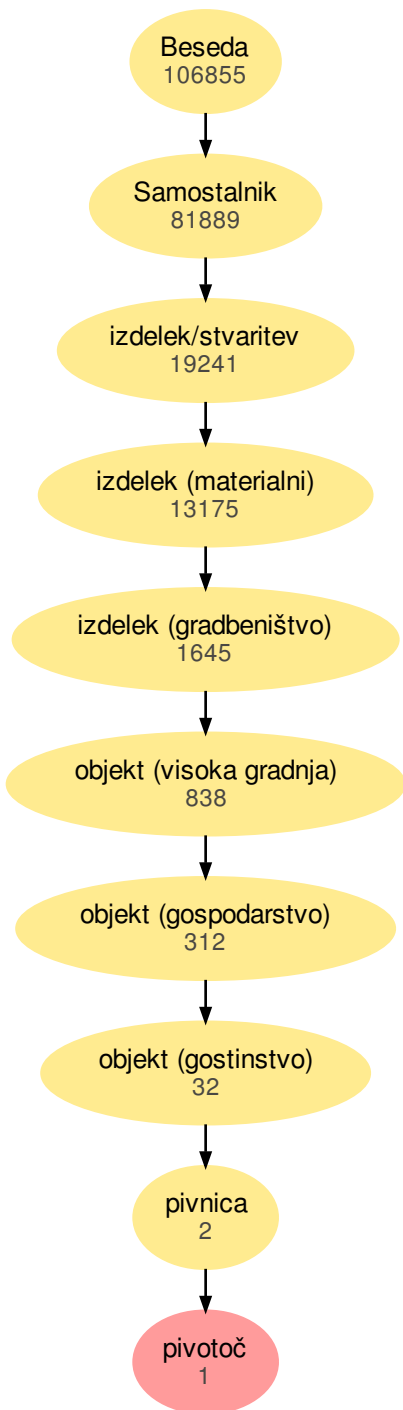 Beseda
106855
Samostalnik
81889
izdelek/stvaritev
19241
izdelek (materialni)
13175
izdelek (gradbeništvo)
1645
objekt (visoka gradnja)
838
objekt (gospodarstvo)
312
objekt (gostinstvo)
32
pivnica
2
pivotoč
1